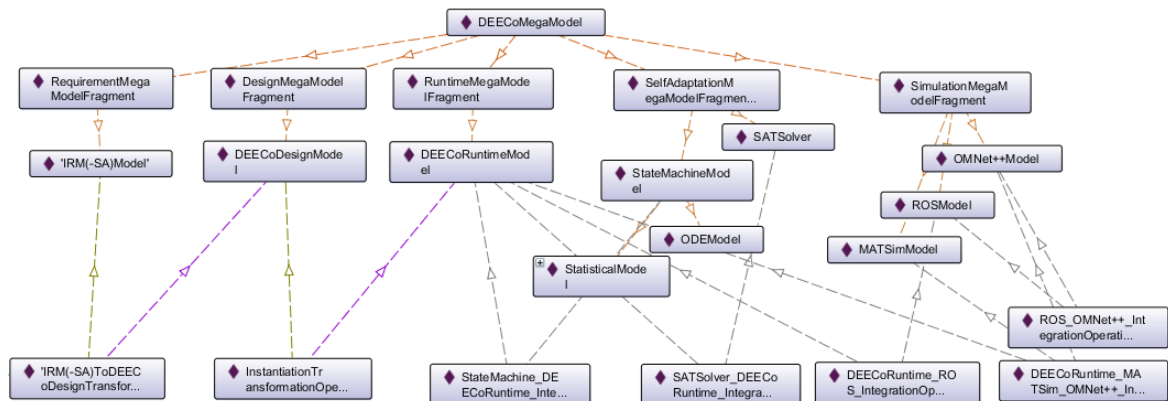 DEECoMegaModel
RequirementMega
ModelFragment
DesignMegaModel
Fragment
RuntimeMegaMode
lFragment
SelfAdaptationM
egaModelFragmen...
SimulationMegaM
odelFragment
SATSolver
'IRM(-SA)Model'
DEECoDesignMode
l
DEECoRuntimeMod
el
OMNet++Model
StateMachineMod
el
ROSModel
ODEModel
MATSimModel
StatisticalMode
l
ROS_OMNet++_Int
egrationOperati...
'IRM(-SA)ToDEEC
oDesignTransfor...
InstantiationTr
ansformationOpe...
StateMachine_DE
ECoRuntime_Inte...
SATSolver_DEECo
Runtime_Integra...
DEECoRuntime_RO
S_IntegrationOp...
DEECoRuntime_MA
TSim_OMNet++_In...